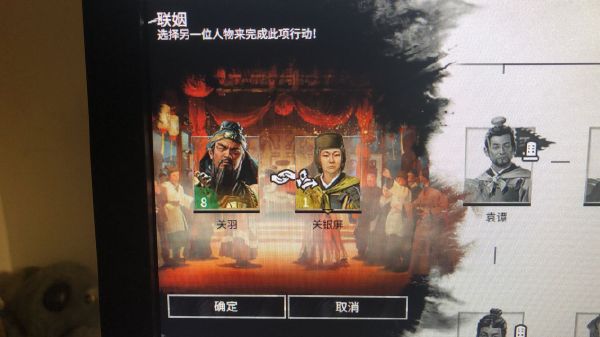 联姻
选择另一位人物来完成此项行动!
8
1
关羽
关银屏
袁谭
确定
取消